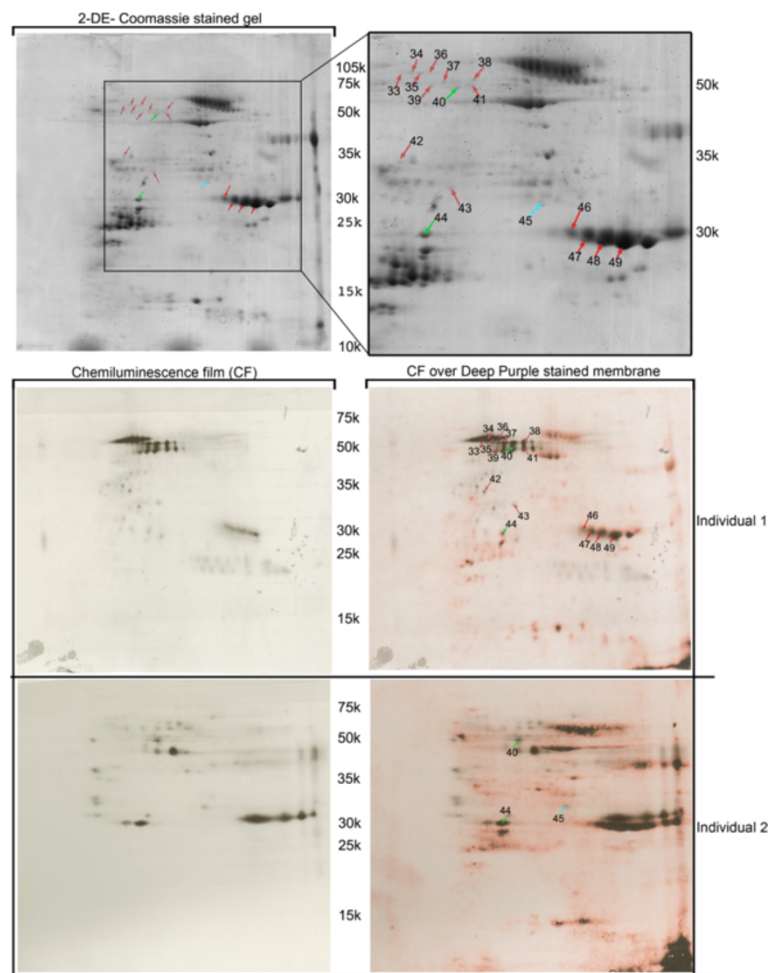 2-DE- Coomassie stained gel
105k
75k
50k
35k
30k
25k
15k
10k
34 36 38
33 35 37
39 40 41
42
43
44 45 46
47 48 49
50k
35k
30k
Chemiluminescence film (CF)
CF over Deep Purple stained membrane
75k
50k
35k
30k
25k
15k
34 36 37 38
33 35 39 40 41
42
43
44 46
47 48 49
Individual 1
75k
50k
35k
30k
25k
15k
40
44 45
Individual 2